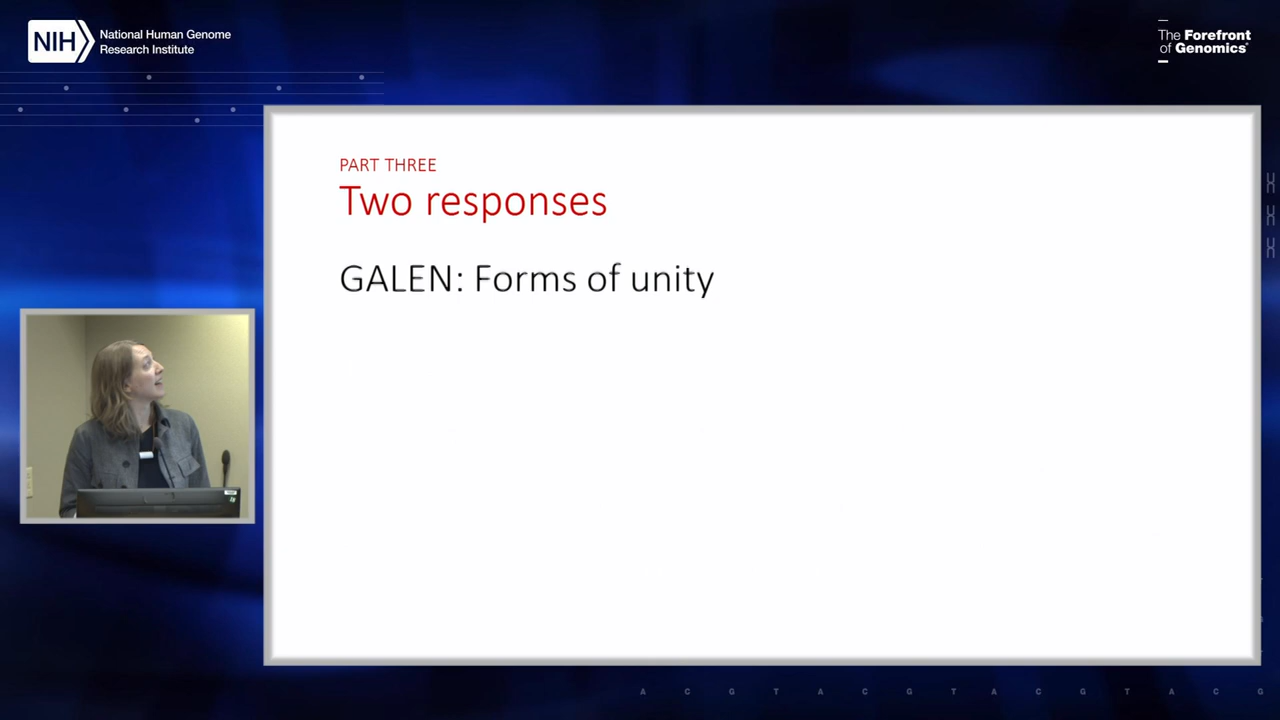 NIH
National Human Genome
Research Institute
The Forefront
of Genomics®
PART THREE
Two responses
GALEN: Forms of unity
A C G T A C G T A C G T A C G